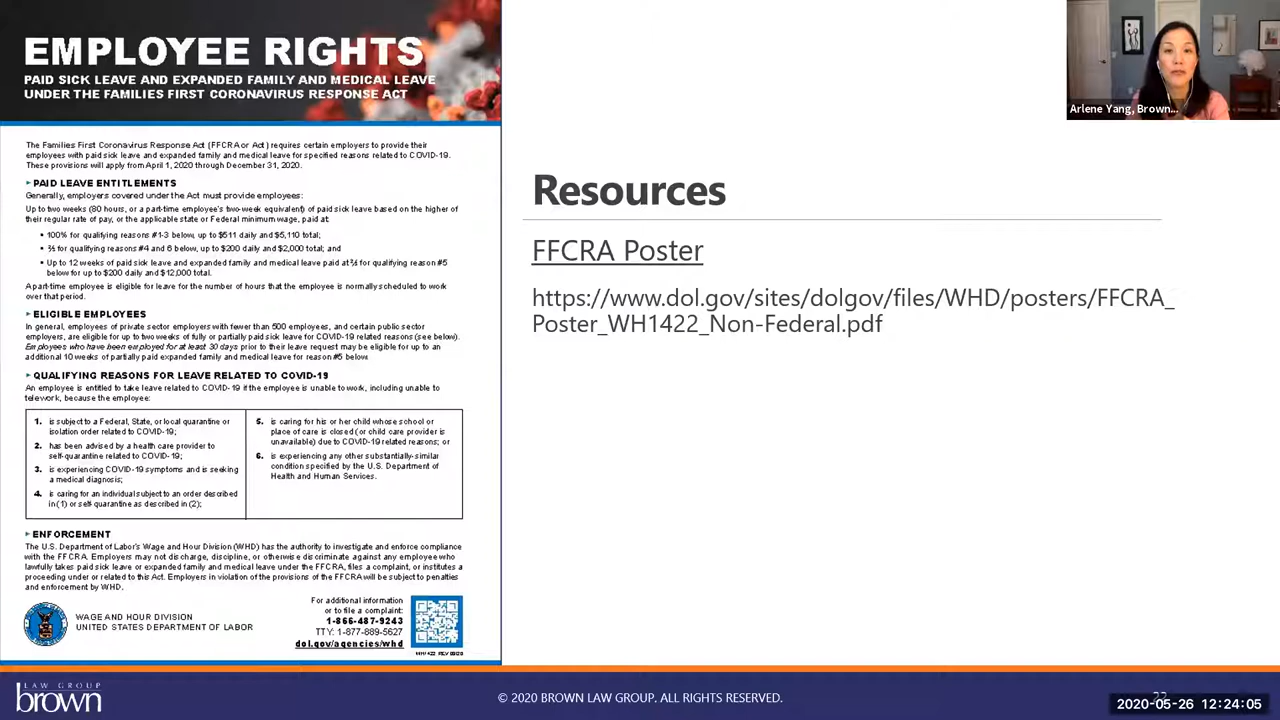 EMPLOYEE RIGHTS
PAID SICK LEAVE AND EXPANDED FAMILY AND MEDICAL LEAVE
UNDER THE FAMILIES FIRST CORONAVIRUS RESPONSE ACT
The Families First Coronavirus Response Act (FFCRA or Act) requires certain employers to provide their
employees with paid sick leave and expanded family and medical leave for specified reasons related to COVID-19.
These provisions will apply from April 1, 2020 through December 31, 2020.
► PAID LEAVE ENTITLEMENTS
Generally, employers covered under the Act must provide employees:
Up to two weeks (80 hours, or a part-time employee's two-week equivalent) of paid sick leave based on the higher of
their regular rate of pay, or the applicable state or Federal minimum wage, paid at:
• 100% for qualifying reasons #1-3 below, up to $511 daily and $5,110 total;
• ⅔ for qualifying reasons #4 and 6 below, up to $200 daily and $2,000 total; and
• Up to 12 weeks of paid sick leave and expanded family and medical leave paid at ⅔ for qualifying reason #5
below for up to $200 daily and $12,000 total.
A part-time employee is eligible for leave for the number of hours that the employee is normally scheduled to work
over that period.
► ELIGIBLE EMPLOYEES
In general, employees of private sector employers with fewer than 500 employees, and certain public sector
employers, are eligible for up to two weeks of fully or partially paid sick leave for COVID-19 related reasons (see below).
Employees who have been employed for at least 30 days prior to their leave request may be eligible for up to an
additional 10 weeks of partially paid expanded family and medical leave for reason #5 below.
► QUALIFYING REASONS FOR LEAVE RELATED TO COVID-19
An employee is entitled to take leave related to COVID-19 if the employee is unable to work, including unable to
telework, because the employee:
1. is subject to a Federal, State, or local quarantine or
isolation order related to COVID-19;
2. has been advised by a health care provider to
self-quarantine related to COVID-19;
3. is experiencing COVID-19 symptoms and is seeking
a medical diagnosis;
4. is caring for an individual subject to an order described
in (1) or self-quarantine as described in (2);
5. is caring for his or her child whose school or
place of care is closed (or child care provider is
unavailable) due to COVID-19 related reasons; or
6. is experiencing any other substantially-similar
condition specified by the U.S. Department of
Health and Human Services.
► ENFORCEMENT
The U.S. Department of Labor's Wage and Hour Division (WHD) has the authority to investigate and enforce compliance
with the FFCRA. Employers may not discharge, discipline, or otherwise discriminate against any employee who
lawfully takes paid sick leave or expanded family and medical leave under the FFCRA, files a complaint, or institutes a
proceeding under or related to this Act. Employers in violation of the provisions of the FFCRA will be subject to penalties
and enforcement by WHD.
WAGE AND HOUR DIVISION
UNITED STATES DEPARTMENT OF LABOR
For additional information
or to file a complaint:
1-866-487-9243
TTY: 1-877-889-5627
dol.gov/agencies/whd
Resources
FFCRA Poster
https://www.dol.gov/sites/dolgov/files/WHD/posters/FFCRA_
Poster_WH1422_Non-Federal.pdf
Arlene Yang, Brown...
LAW GROUP
brown
© 2020 BROWN LAW GROUP. ALL RIGHTS RESERVED.
2020-05-26 12:24:05